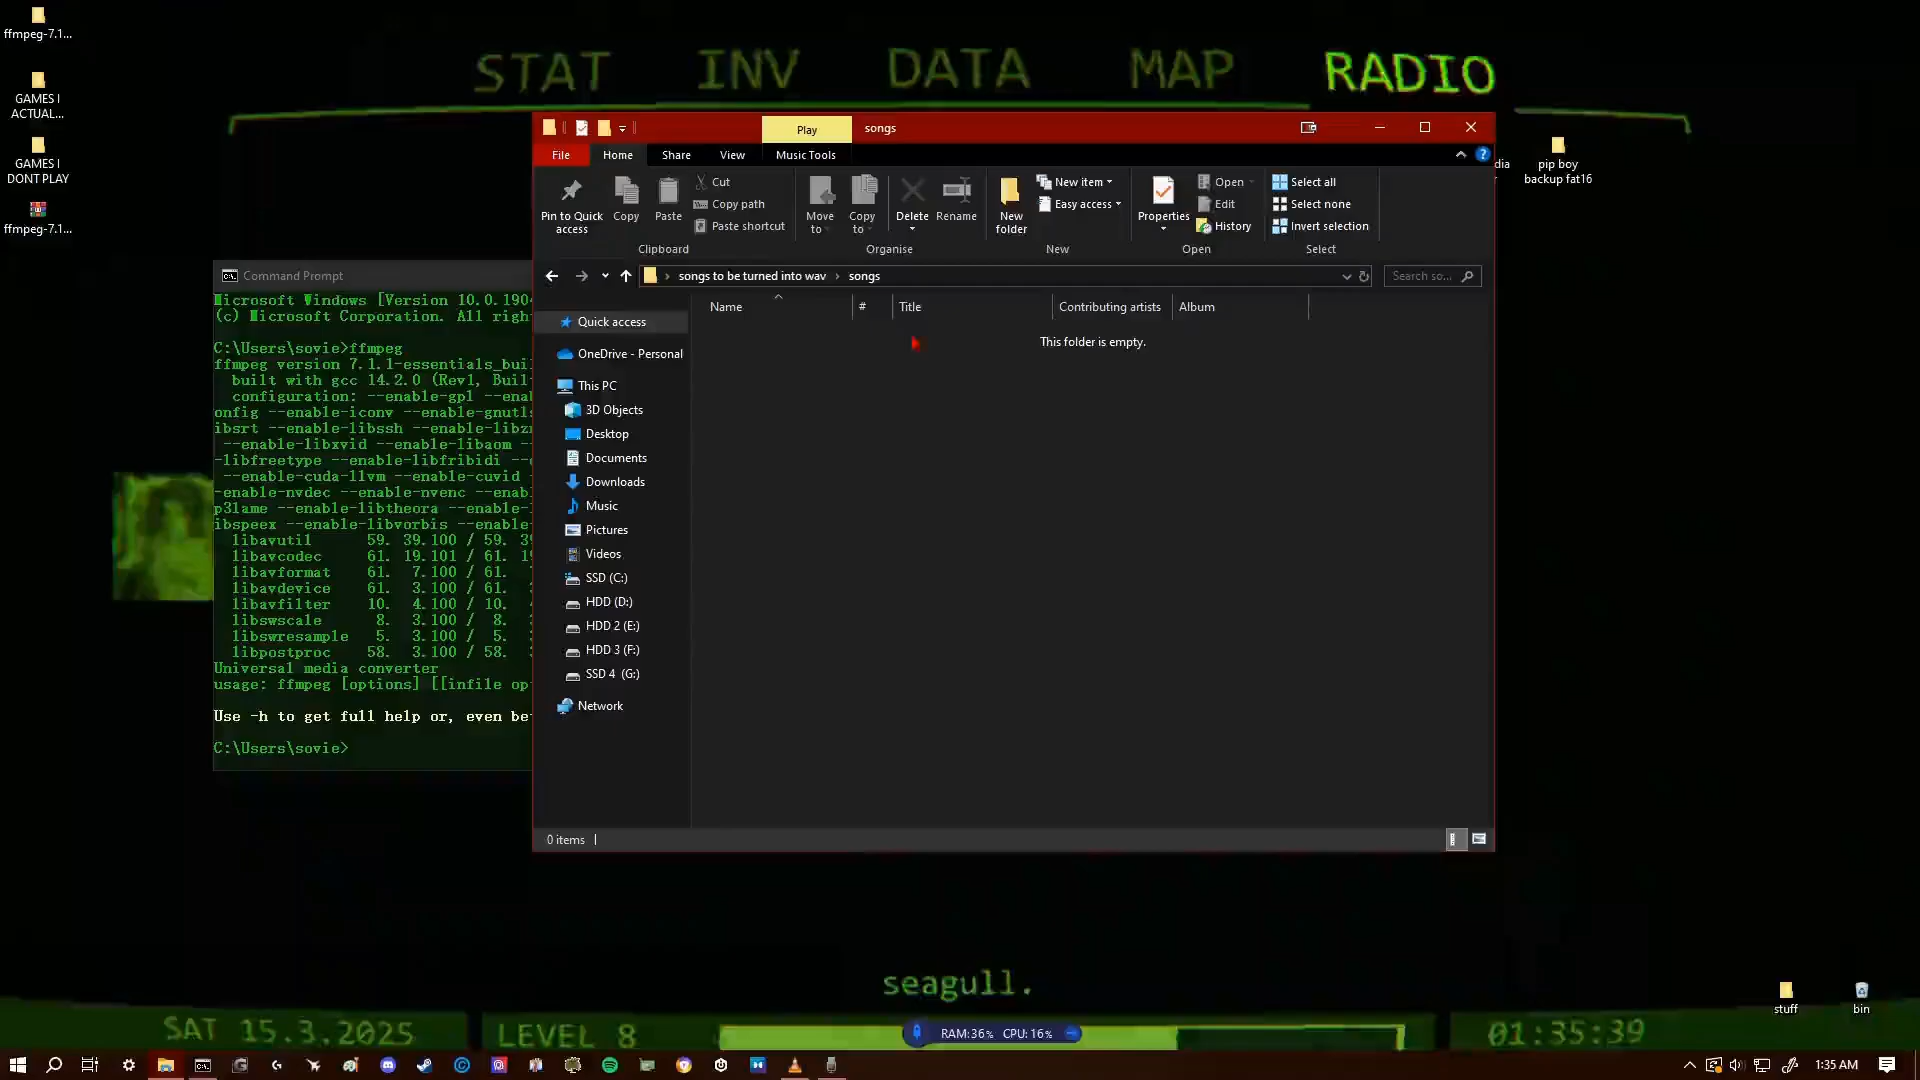 ffmpeg-7.1...
GAMES I
ACTUAL...
GAMES I
DONT PLAY
ffmpeg-7.1...
STAT INV DATA MAP RADIO
Play songs
File Home Share View Music Tools
Pin to Quick
access
Copy
Paste
Cut
Copy path
Paste shortcut
Clipboard
Move
to
Copy
to
Delete
Rename
Organise
New
folder
New item
Easy access
New
Properties
Open
Edit
History
Open
Select all
Select none
Invert selection
Select
songs to be turned into wav › songs
Search so...
Name # Title Contributing artists Album
This folder is empty.
Quick access
OneDrive - Personal
This PC
3D Objects
Desktop
Documents
Downloads
Music
Pictures
Videos
SSD (C:)
HDD (D:)
HDD 2 (E:)
HDD 3 (F:)
SSD 4 (G:)
Network
0 items
dia
r
pip boy
backup fat16
Command Prompt
Microsoft Windows [Version 10.0.1904
(c) Microsoft Corporation. All righ
C:\Users\sovie>ffmpeg
ffmpeg version 7.1.1-essentials_bui
built with gcc 14.2.0 (Rev1, Buil
configuration: --enable-gpl --ena
onfig --enable-iconv --enable-gnutl
ibsrt --enable-libssh --enable-libz
--enable-libxvid --enable-libaom
-libfreetype --enable-libfribidi --
--enable-cuda-llvm --enable-cuvid
-enable-nvdec --enable-nvenc --enab
p3lame --enable-libtheora --enable-
ibspeex --enable-libvorbis --enable
libavutil 59. 39.100 / 59. 39
libavcodec 61. 19.101 / 61. 19
libavformat 61. 7.100 / 61.
libavdevice 61. 3.100 / 61.
libavfilter 10. 4.100 / 10.
libswscale 8. 3.100 / 8.
libswresample 5. 3.100 / 5.
libpostproc 58. 3.100 / 58.
Universal media converter
usage: ffmpeg [options] [[infile op
Use -h to get full help or, even be
C:\Users\sovie>
seagull.
stuff
bin
SAT 15.3.2025 LEVEL 8 RAM:36% CPU:16% 01:35:39
1:35 AM